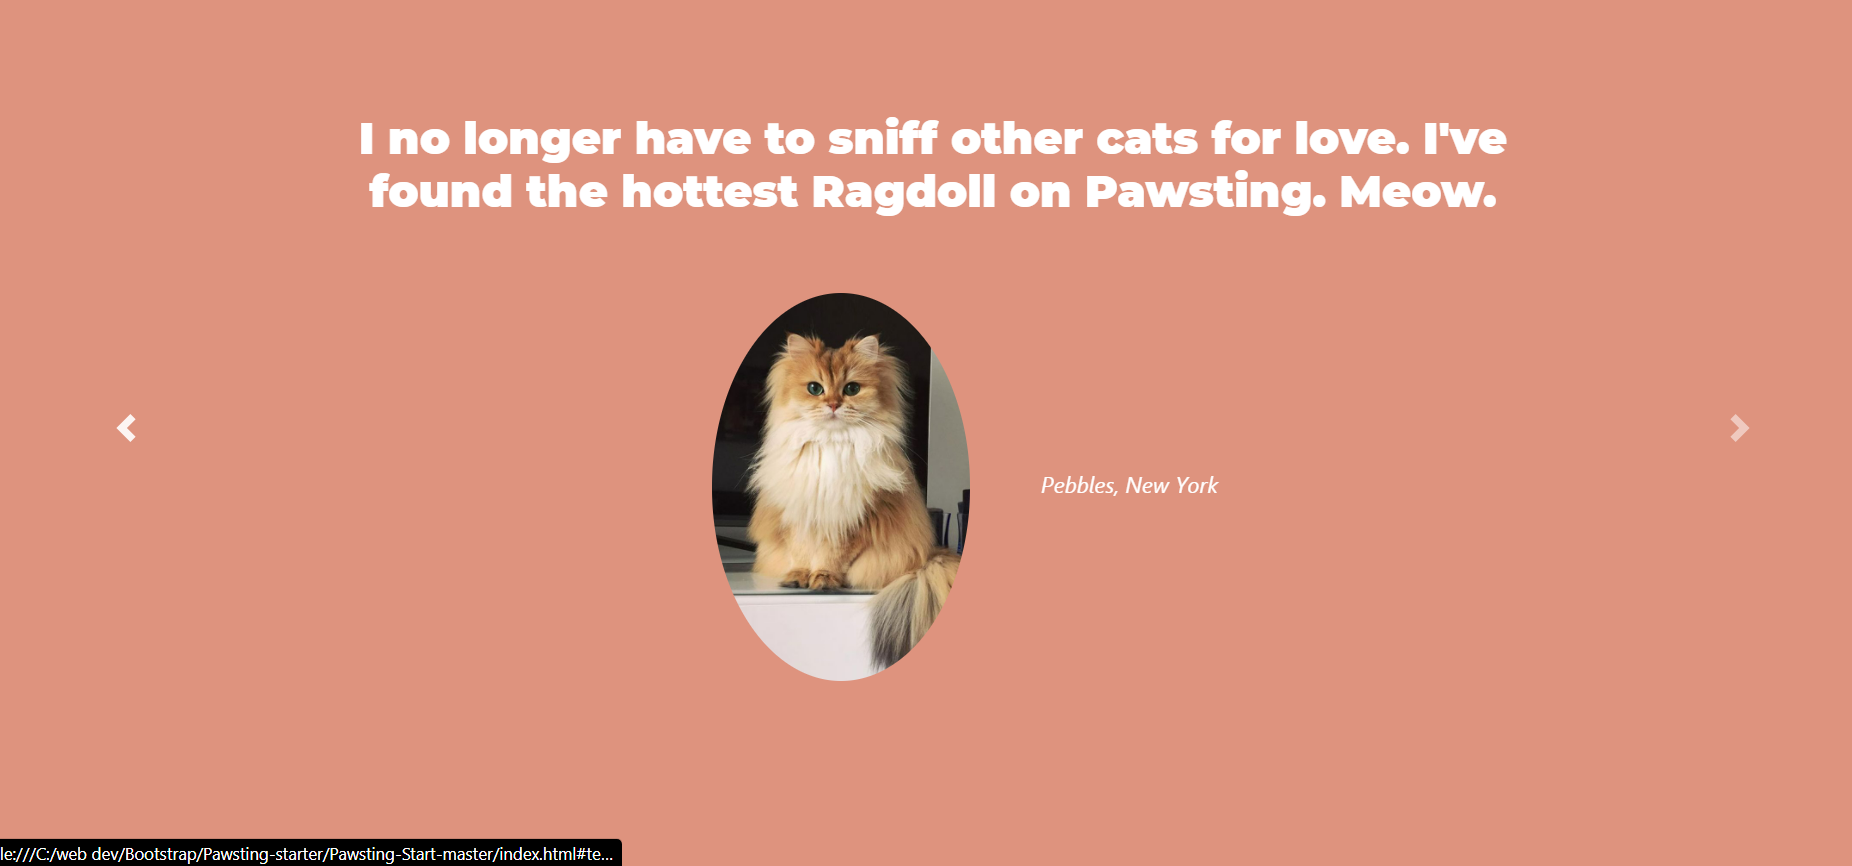 I no longer have to sniff other cats for love. I've
found the hottest Ragdoll on Pawsting. Meow.
Pebbles, New York
le:///C:/web dev/Bootstrap/Pawsting-starter/Pawsting-Start-master/index.html#te...